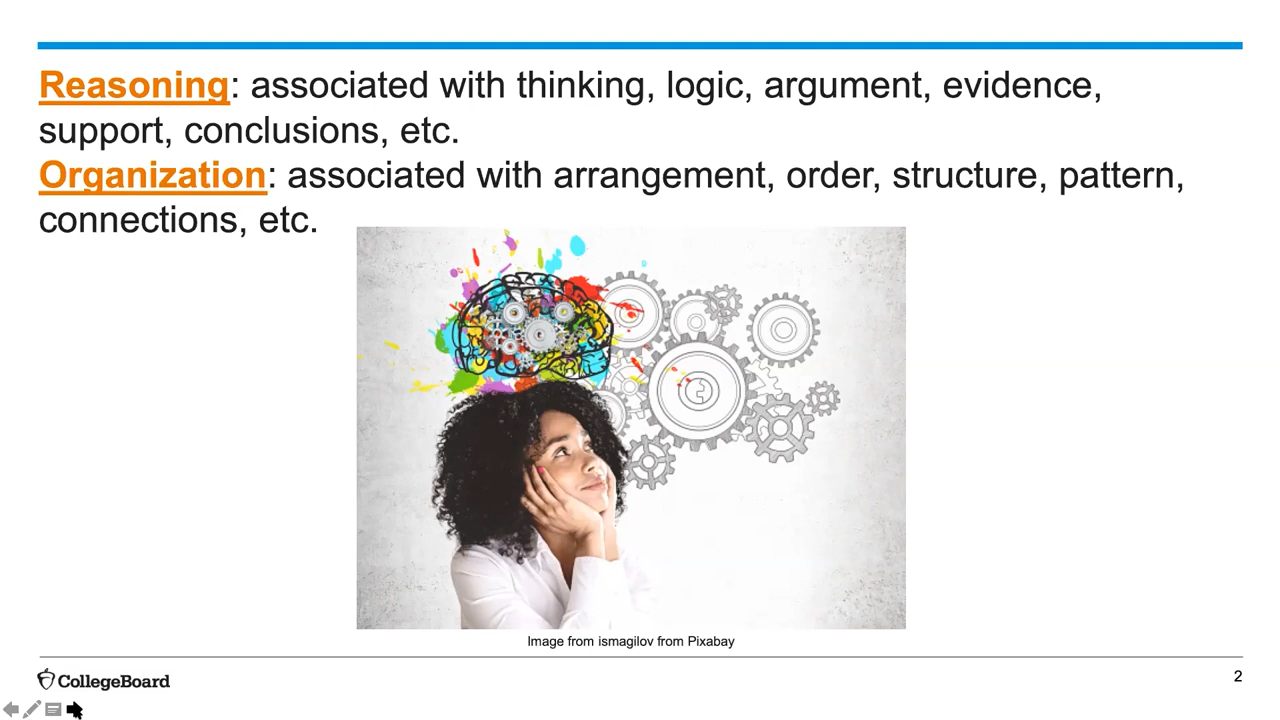 Reasoning: associated with thinking, logic, argument, evidence,
support, conclusions, etc.
Organization: associated with arrangement, order, structure, pattern,
connections, etc.
Image from ismagilov from Pixabay
CollegeBoard
2